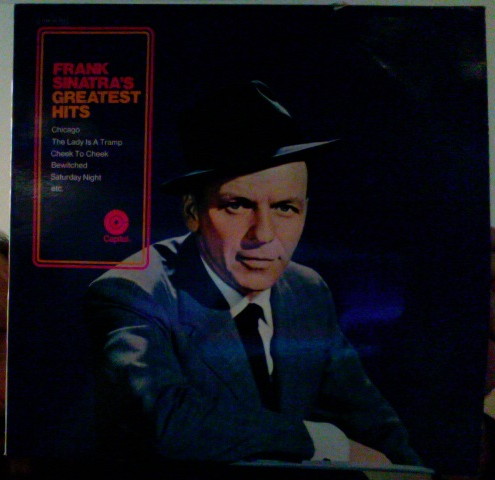 FRANK
SINATRA'S
GREATEST
HITS
Chicago
The Lady Is A Tramp
Cheek To Cheek
Bewitched
Saturday Night
etc.
Capitol.